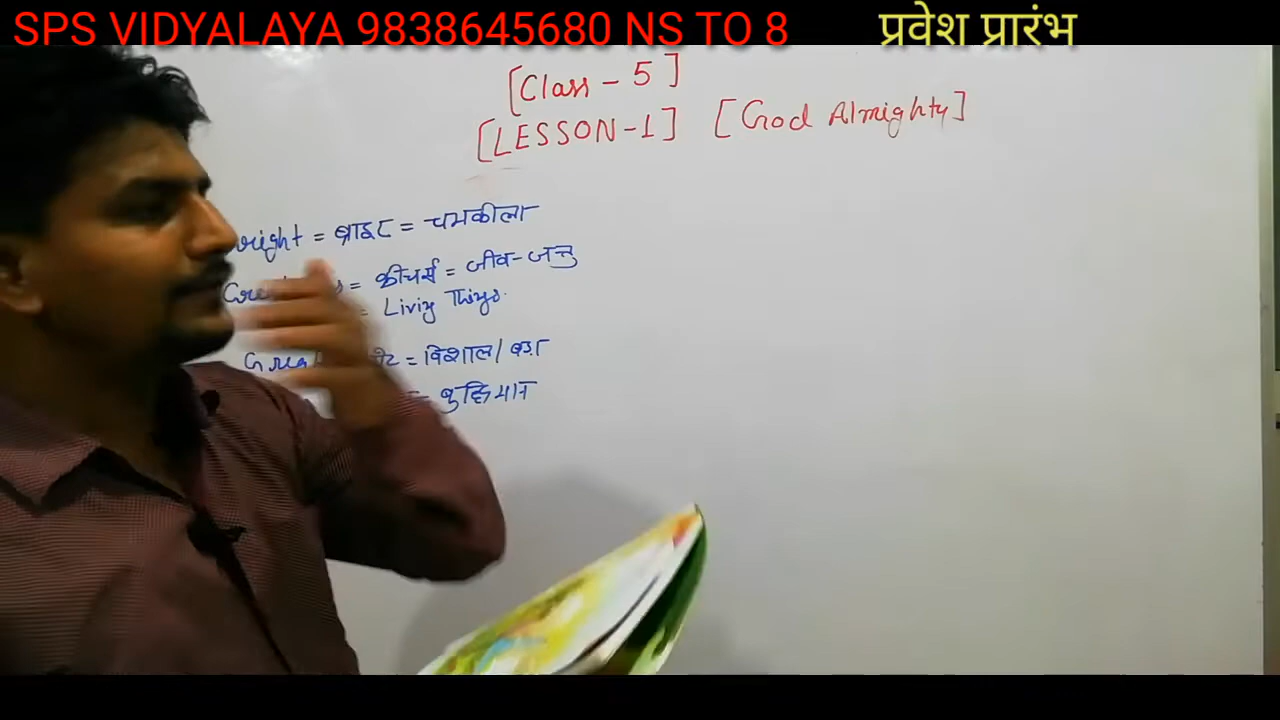 SPS VIDYALAYA 9838645680 NS TO 8 प्रवेश प्रारंभ
[Class - 5]
[LESSON-1] [God Almighty]
right = ब्राइट = चमकीला
= क्रीचर्स = जीव-जन्तु
= Living Things.
Great = विशाल / बड़ा
= बुद्धिमान